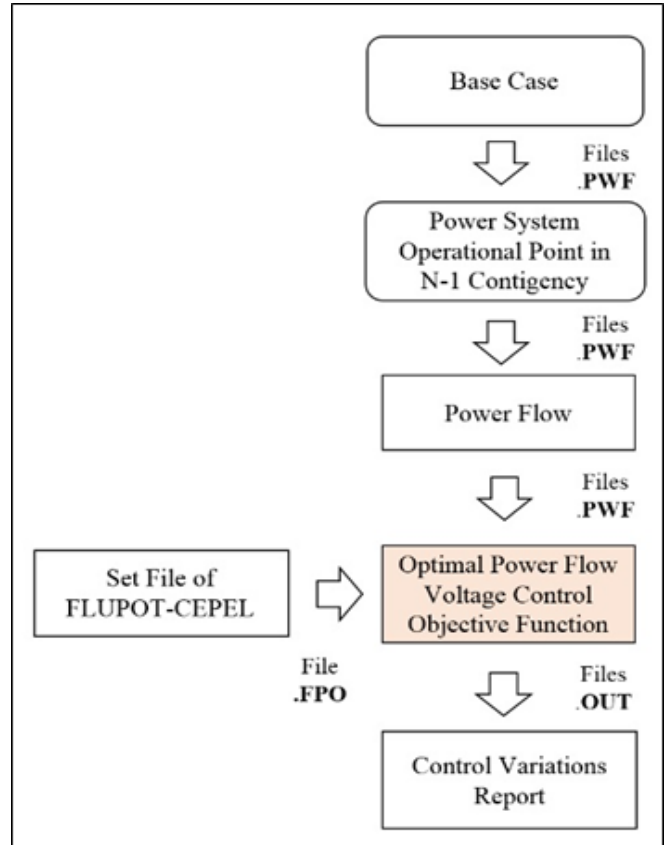 Base Case
Files
.PWF
Power System
Operational Point in
N-1 Contigency
Files
.PWF
Power Flow
Files
.PWF
Set File of
FLUPOT-CEPEL
File
.FPO
Optimal Power Flow
Voltage Control
Objective Function
Files
.OUT
Control Variations
Report